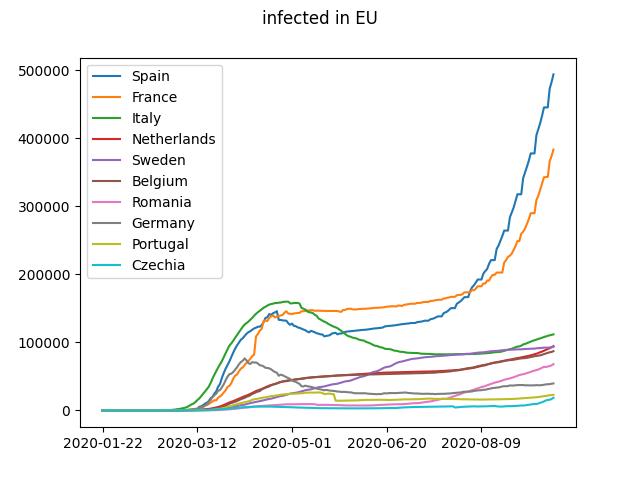 infected in EU
500000
400000
300000
200000
100000
0
Spain
France
Italy
Netherlands
Sweden
Belgium
Romania
Germany
Portugal
Czechia
2020-01-22 2020-03-12 2020-05-01 2020-06-20 2020-08-09